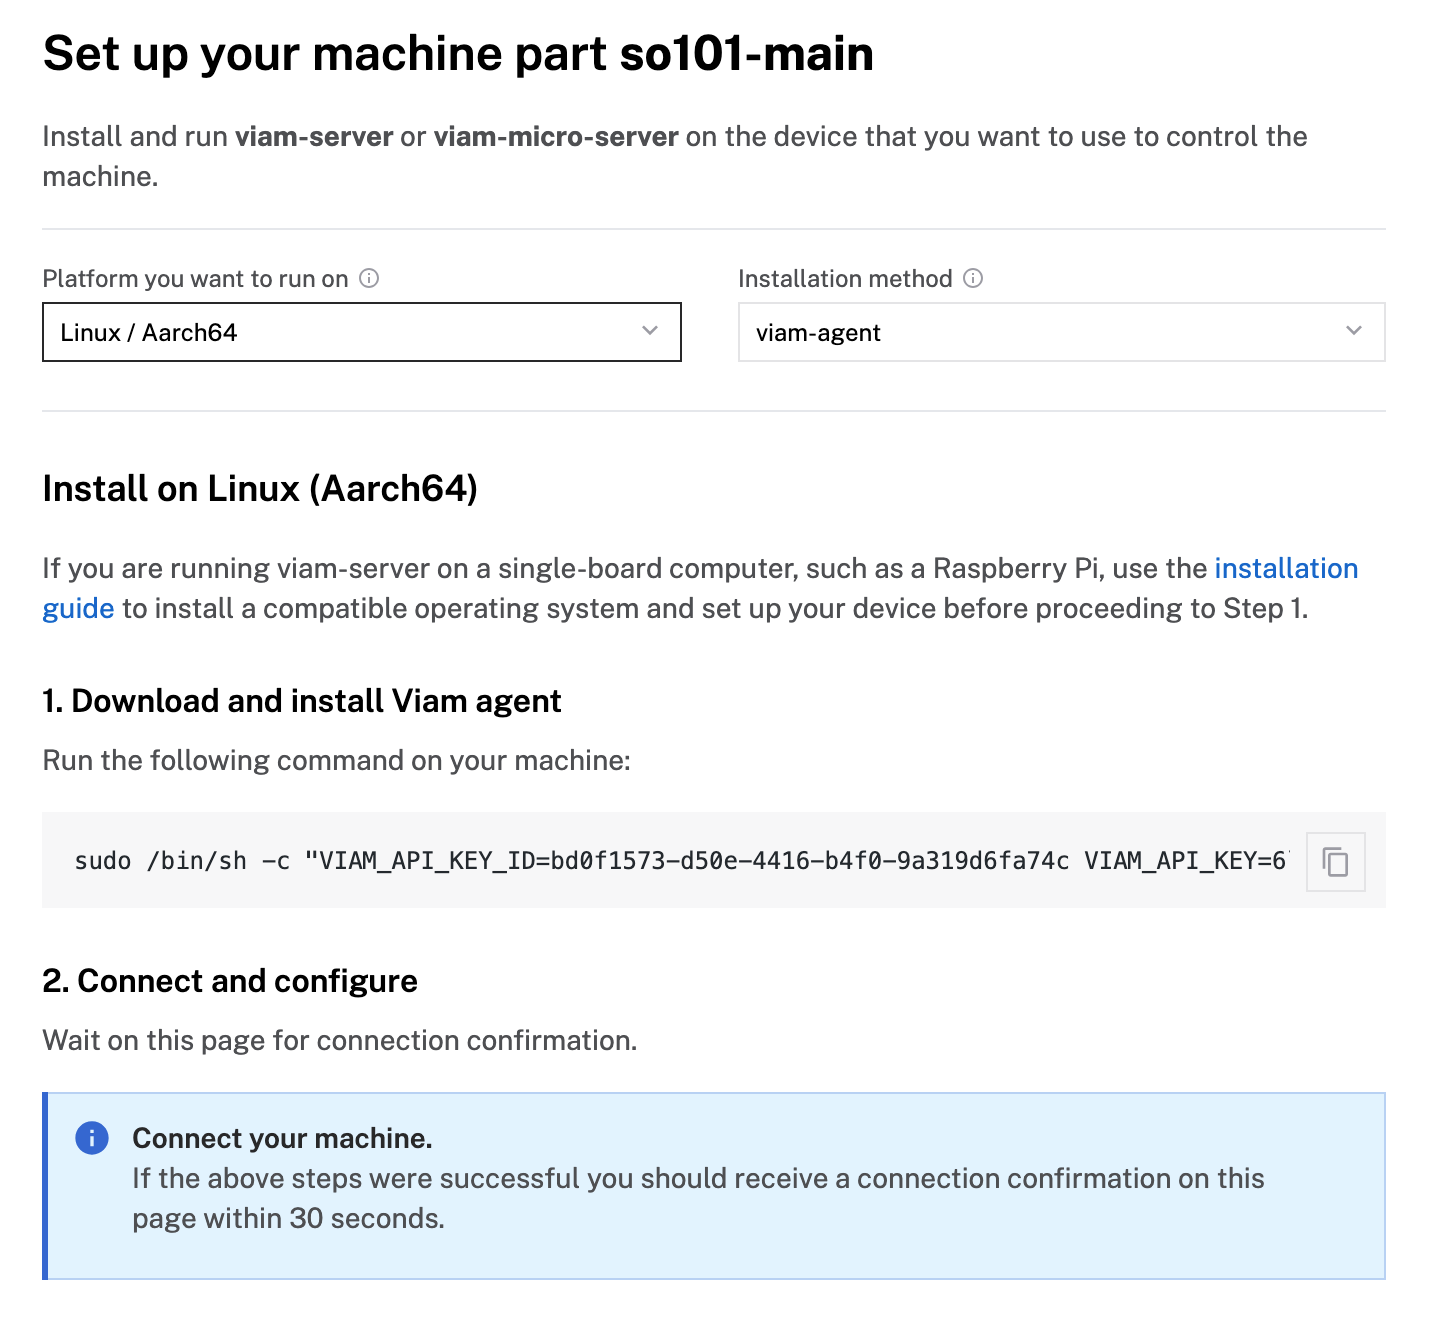 Set up your machine part so101-main
Install and run viam-server or viam-micro-server on the device that you want to use to control the
machine.
Platform you want to run on
Installation method
Linux / Aarch64
viam-agent
Install on Linux (Aarch64)
If you are running viam-server on a single-board computer, such as a Raspberry Pi, use the installation
guide to install a compatible operating system and set up your device before proceeding to Step 1.
1. Download and install Viam agent
Run the following command on your machine:
sudo /bin/sh -c "VIAM_API_KEY_ID=bd0f1573-d50e-4416-b4f0-9a319d6fa74c VIAM_API_KEY=6
2. Connect and configure
Wait on this page for connection confirmation.
Connect your machine.
If the above steps were successful you should receive a connection confirmation on this
page within 30 seconds.